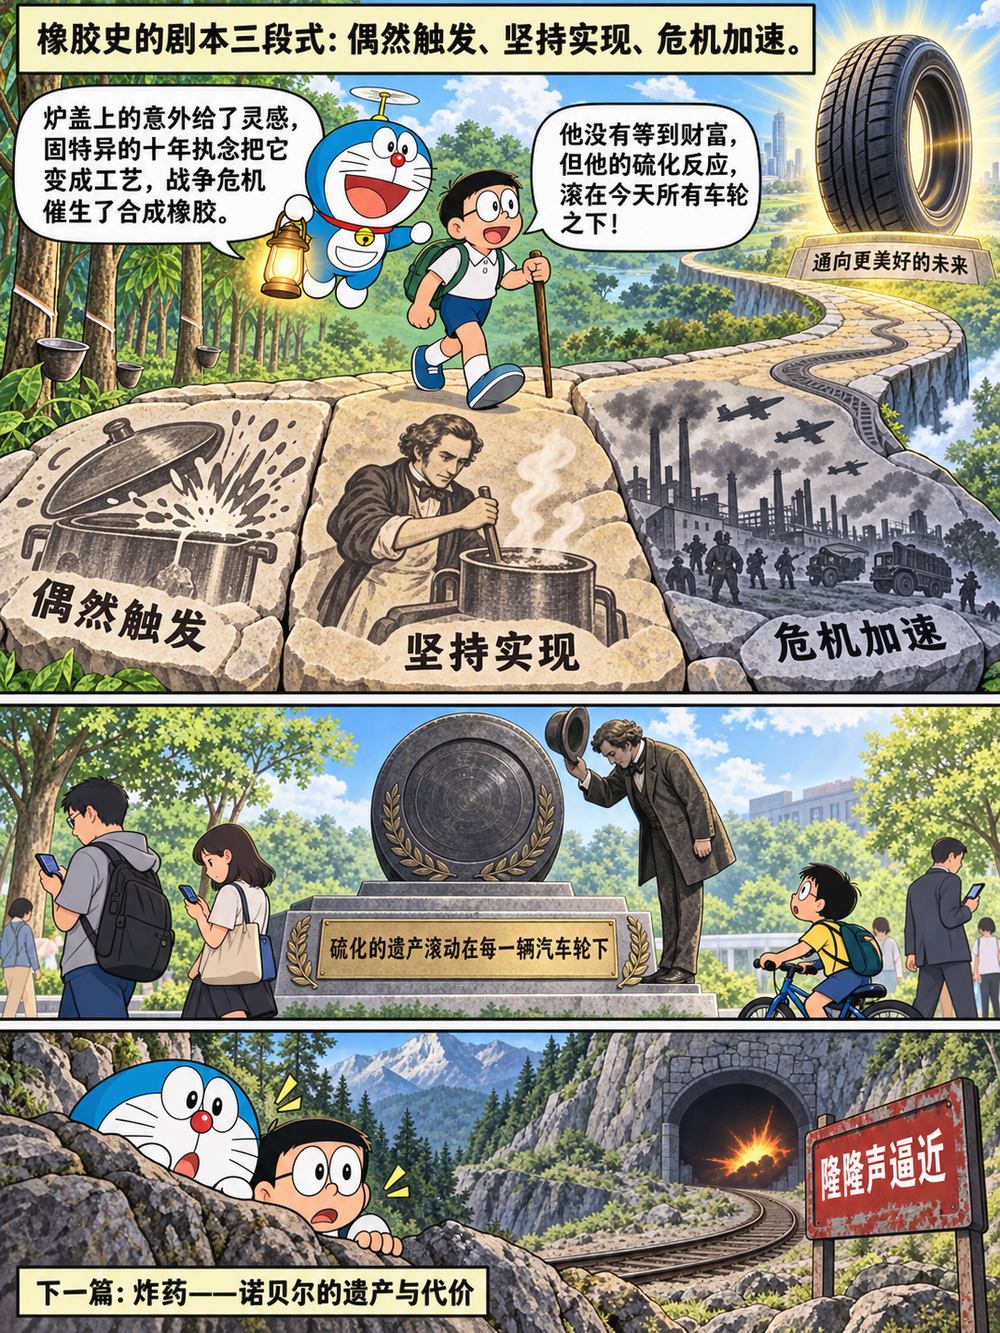 橡胶史的剧本三段式：偶然触发、坚持实现、危机加速。
炉盖上的意外给了灵感，
固特异的十年执念把它
变成工艺，战争危机
催生了合成橡胶。
他没有等到财富，
但他的硫化反应，
滚在今天所有车轮
之下！
通向更美好的未来
偶然触发
坚持实现
危机加速
硫化的遗产滚动在每一辆汽车轮下
隆隆声逼近
下一篇：炸药——诺贝尔的遗产与代价